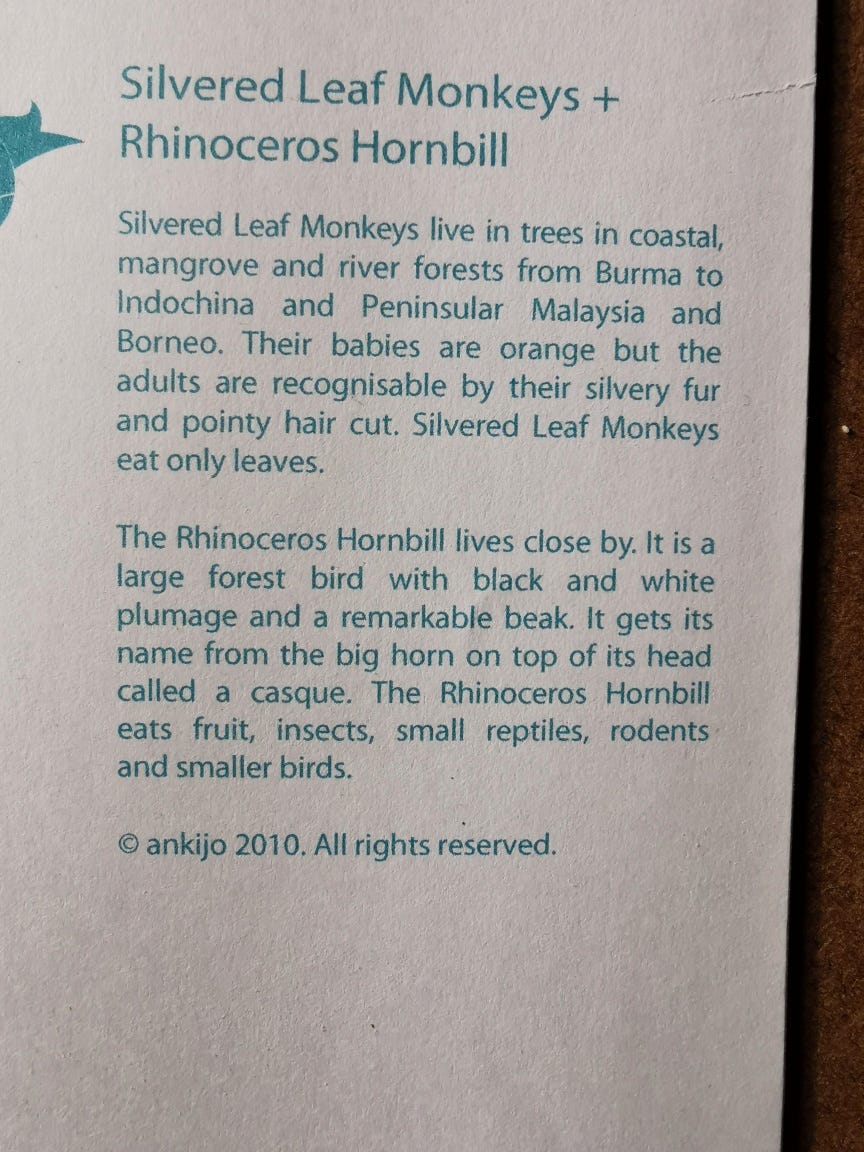 Silvered Leaf Monkeys +
Rhinoceros Hornbill
Silvered Leaf Monkeys live in trees in coastal,
mangrove and river forests from Burma to
Indochina and Peninsular Malaysia and
Borneo. Their babies are orange but the
adults are recognisable by their silvery fur
and pointy hair cut. Silvered Leaf Monkeys
eat only leaves.
The Rhinoceros Hornbill lives close by. It is a
large forest bird with black and white
plumage and a remarkable beak. It gets its
name from the big horn on top of its head
called a casque. The Rhinoceros Hornbill
eats fruit, insects, small reptiles, rodents
and smaller birds.
© ankijo 2010. All rights reserved.